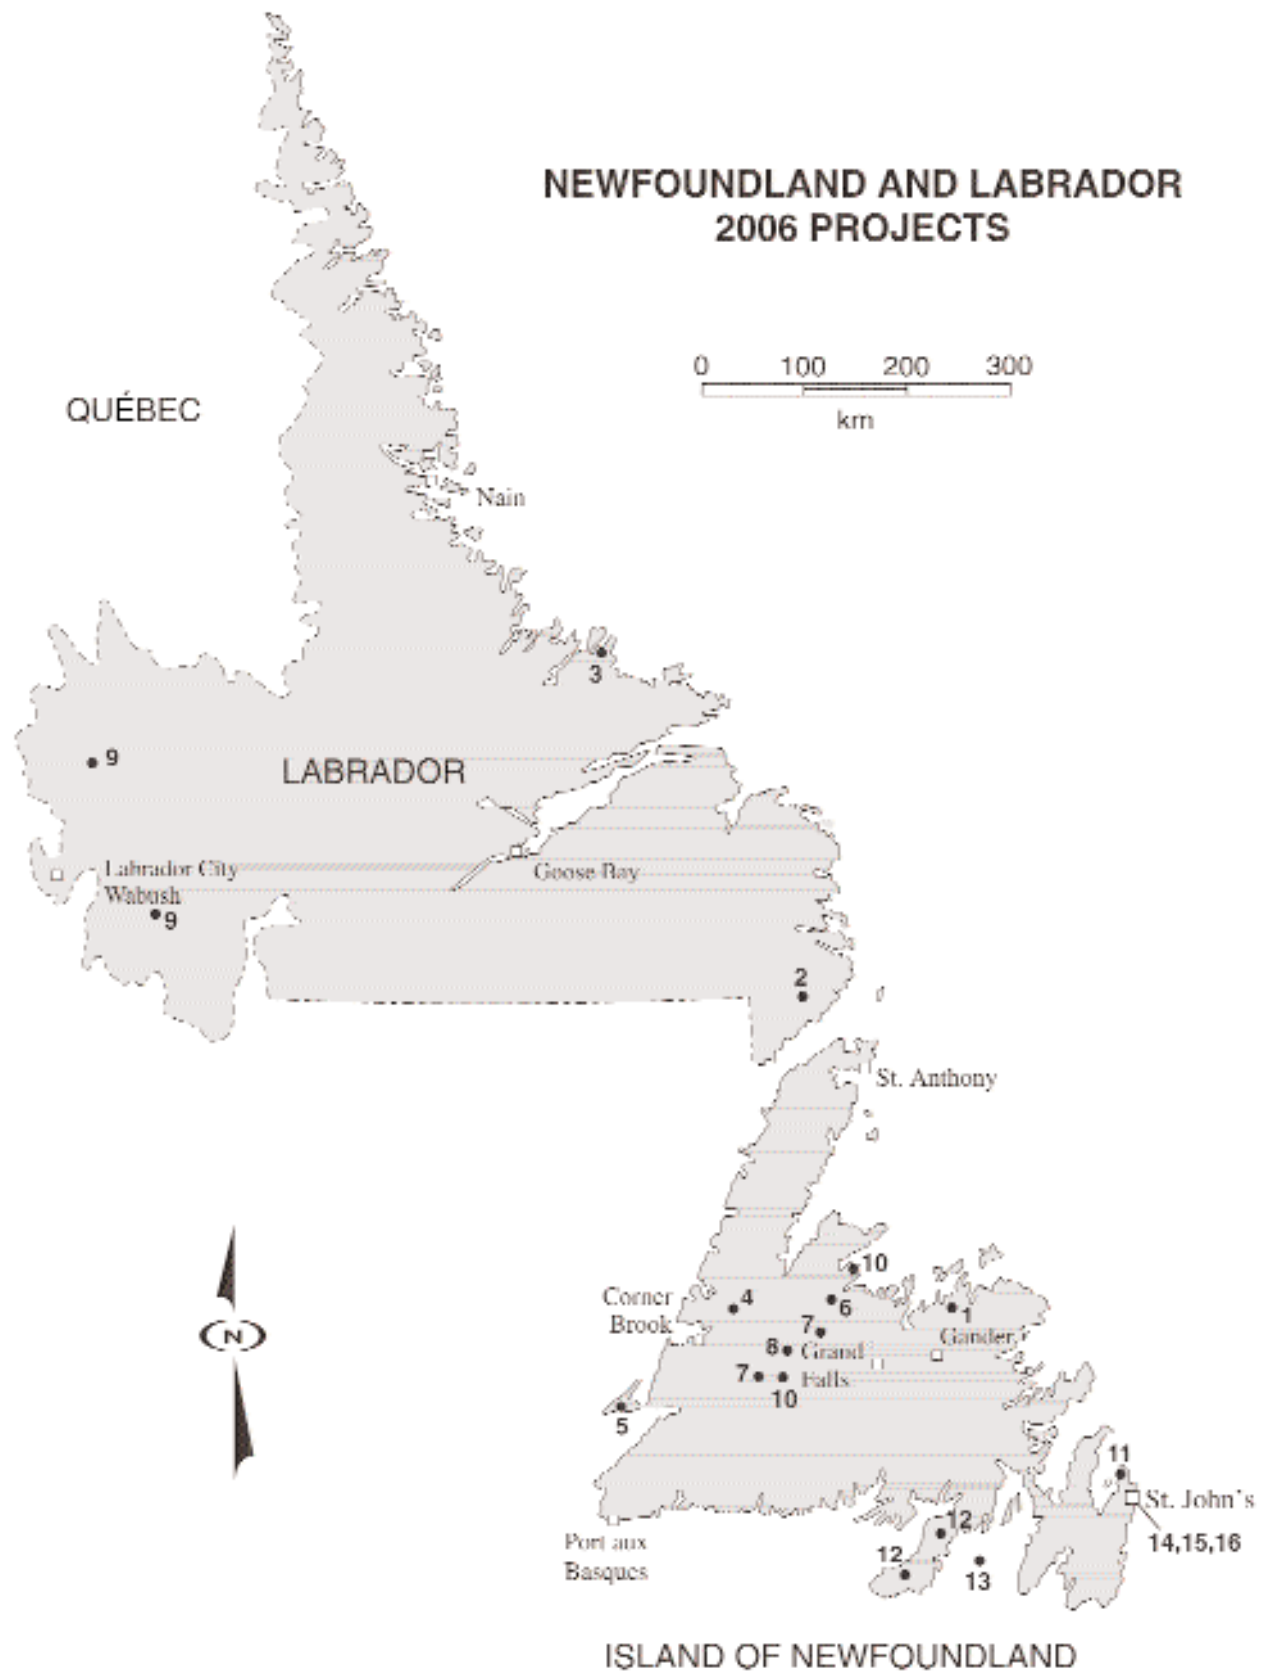 NEWFOUNDLAND AND LABRADOR
2006 PROJECTS
0 100 200 300
km
QUÉBEC
Nain
3
9
LABRADOR
Labrador City
Wabush
Goose Bay
9
2
St. Anthony
10
Corner
Brook
4
6
1
7
Gander
8
Grand
Falls
7
10
5
N
11
St. John's
14,15,16
12
12
13
Port aux
Basques
ISLAND OF NEWFOUNDLAND